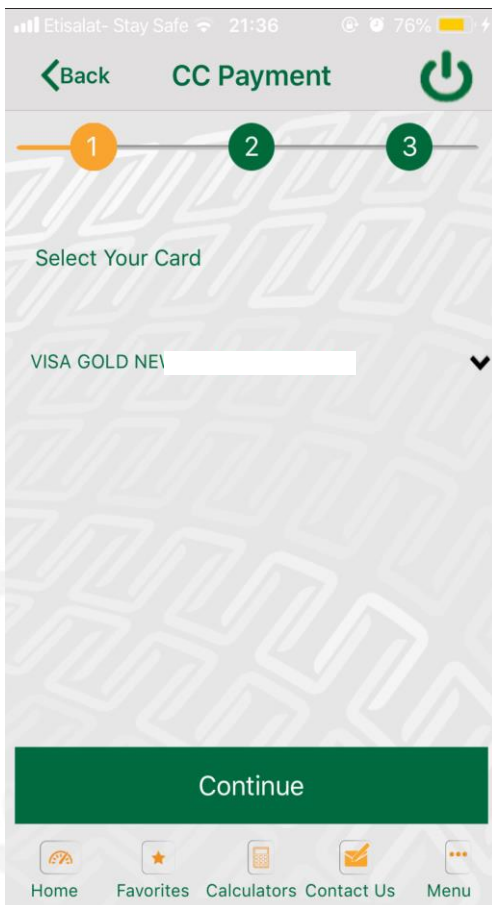 Etisalat- Stay Safe 21:36 76%
Back CC Payment
1 2 3
Select Your Card
VISA GOLD
Continue
Home Favorites Calculators Contact Us Menu